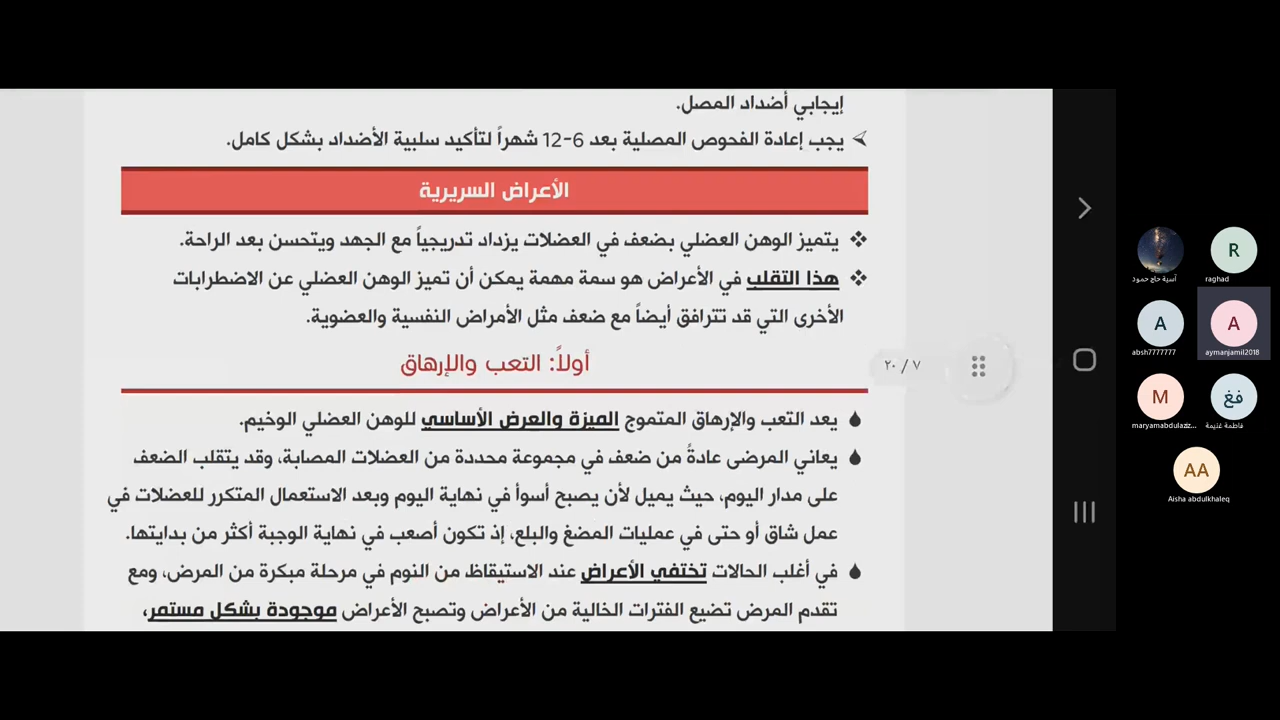 إيجابي أضداد المصل.
يجب إعادة الفحوص المصلية بعد 6-12 شهراً لتأكيد سلبية الأضداد بشكل كامل.
الأعراض السريرية
يتميز الوهن العضلي بضعف في العضلات يزداد تدريجياً مع الجهد ويتحسن بعد الراحة.
هذا التقلب في الأعراض هو سمة مهمة يمكن أن تميز الوهن العضلي عن الاضطرابات
الأخرى التي قد تترافق أيضاً مع ضعف مثل الأمراض النفسية والعضوية.
أولاً: التعب والإرهاق
يعد التعب والإرهاق المتموج الميزة والعرض الأساسي للوهن العضلي الوخيم.
يعاني المرضى عادةً من ضعف في مجموعة محددة من العضلات المصابة، وقد يتقلب الضعف
على مدار اليوم، حيث يميل لأن يصبح أسوأ في نهاية اليوم وبعد الاستعمال المتكرر للعضلات في
عمل شاق أو حتى في عمليات المضغ والبلع، إذ تكون أصعب في نهاية الوجبة أكثر من بدايتها.
في أغلب الحالات تختفي الأعراض عند الاستيقاظ من النوم في مرحلة مبكرة من المرض، ومع
تقدم المرض تضيع الفترات الخالية من الأعراض وتصبح الأعراض موجودة بشكل مستمر،
٧ / ٢٠
آسية حاج حمود
R
raghad
A
absh7777777
A
aymanjamil2018
M
maryamabdulaziz...
فغ
فاطمة غنيمة
AA
Aisha abdulkhaleq